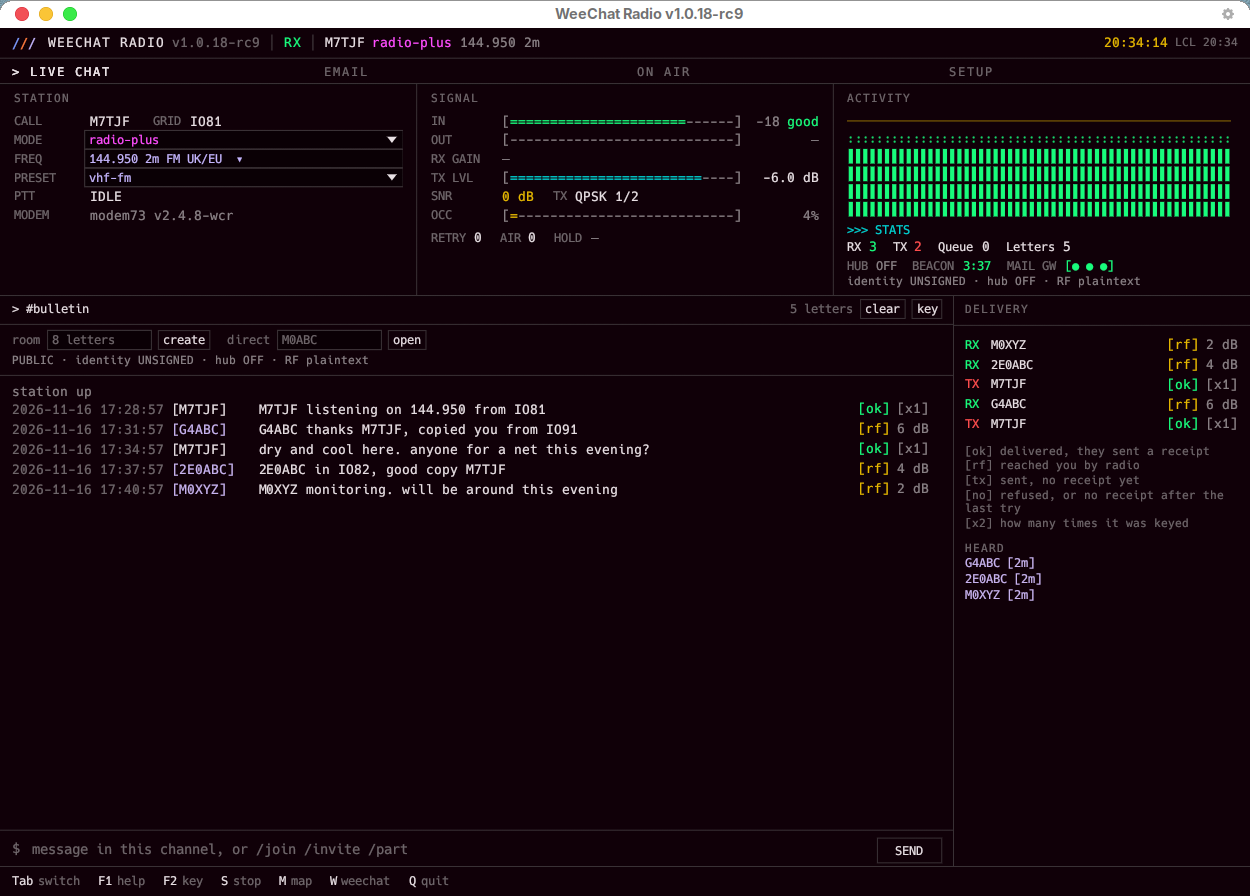 WeeChat Radio v1.0.18-rc9
/// WEECHAT RADIO v1.0.18-rc9 | RX | M7TJF radio-plus 144.950 2m 20:34:14 LCL 20:34
> LIVE CHAT EMAIL ON AIR SETUP
STATION
CALL M7TJF GRID IO81
MODE radio-plus
FREQ 144.950 2m FM UK/EU ▾
PRESET vhf-fm
PTT IDLE
MODEM modem73 v2.4.8-wcr
SIGNAL
IN [======================------] -18 good
OUT [----------------------------] —
RX GAIN —
TX LVL [========================----] -6.0 dB
SNR 0 dB TX QPSK 1/2
OCC [=---------------------------] 4%
RETRY 0 AIR 0 HOLD —
ACTIVITY
>>> STATS
RX 3 TX 2 Queue 0 Letters 5
HUB OFF BEACON 3:37 MAIL GW [● ● ●]
identity UNSIGNED · hub OFF · RF plaintext
> #bulletin 5 letters clear key
room 8 letters create direct M0ABC open
PUBLIC · identity UNSIGNED · hub OFF · RF plaintext
station up
2026-11-16 17:28:57 [M7TJF] M7TJF listening on 144.950 from IO81 [ok] [x1]
2026-11-16 17:31:57 [G4ABC] G4ABC thanks M7TJF, copied you from IO91 [rf] 6 dB
2026-11-16 17:34:57 [M7TJF] dry and cool here. anyone for a net this evening? [ok] [x1]
2026-11-16 17:37:57 [2E0ABC] 2E0ABC in IO82, good copy M7TJF [rf] 4 dB
2026-11-16 17:40:57 [M0XYZ] M0XYZ monitoring. will be around this evening [rf] 2 dB
DELIVERY
RX M0XYZ [rf] 2 dB
RX 2E0ABC [rf] 4 dB
TX M7TJF [ok] [x1]
RX G4ABC [rf] 6 dB
TX M7TJF [ok] [x1]
[ok] delivered, they sent a receipt
[rf] reached you by radio
[tx] sent, no receipt yet
[no] refused, or no receipt after the
last try
[x2] how many times it was keyed
HEARD
G4ABC [2m]
2E0ABC [2m]
M0XYZ [2m]
$ message in this channel, or /join /invite /part SEND
Tab switch F1 help F2 key S stop M map W weechat Q quit